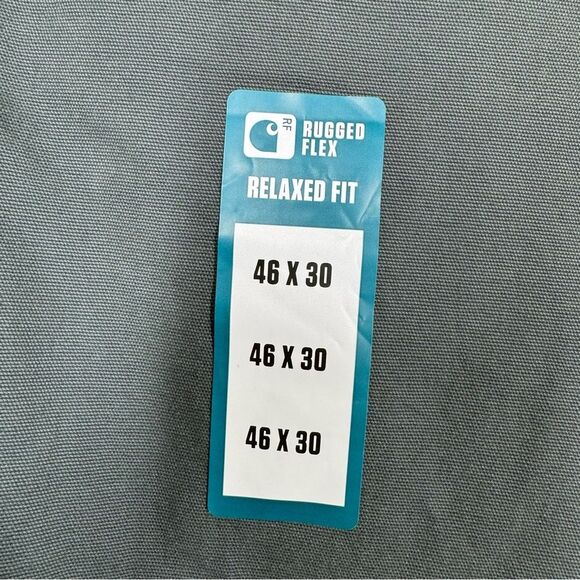 RF
RUGGED
FLEX
RELAXED FIT
46 X 30
46 X 30
46 X 30